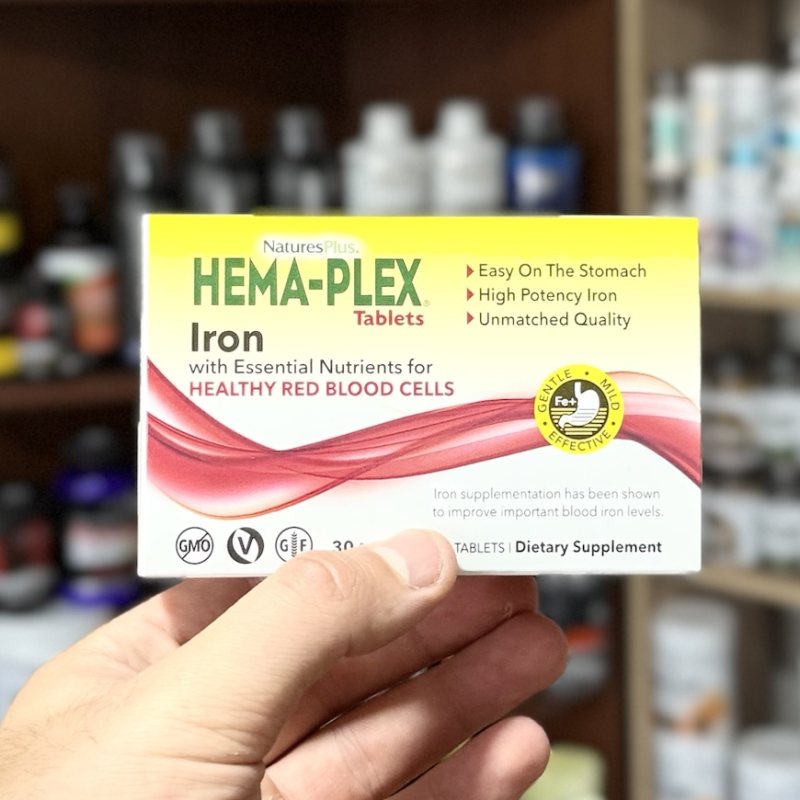 NaturesPlus.
HEMA-PLEX®
Tablets
Iron
with Essential Nutrients for
HEALTHY RED BLOOD CELLS
Easy On The Stomach
High Potency Iron
Unmatched Quality
GENTLE • MILD • EFFECTIVE •
Fe+
Iron supplementation has been shown
to improve important blood iron levels.
GMO
V
GF
30 TABLETS | Dietary Supplement